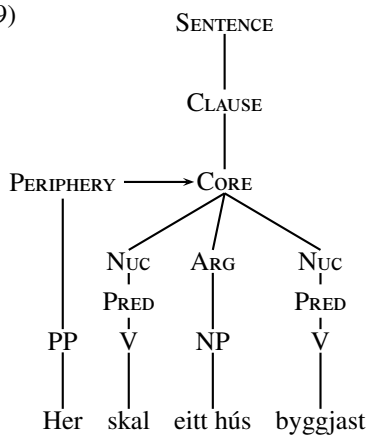 9)
SENTENCE
CLAUSE
PERIPHERY CORE
NUC ARG NUC
PRED PRED
PP V NP V
Her skal eitt hús byggjast